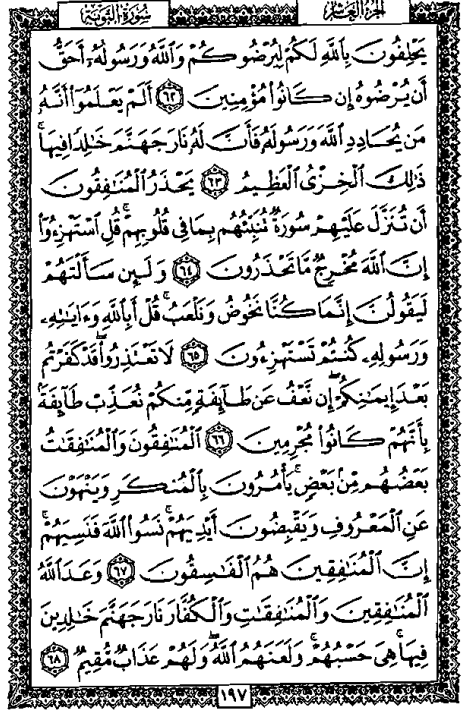 الجزء العاشر
سورة التوبة
يَحْلِفُونَ بِٱللَّهِ لَكُمْ لِيُرْضُوكُمْ وَٱللَّهُ وَرَسُولُهُۥٓ أَحَقُّ
أَن يُرْضُوهُ إِن كَانُوا۟ مُؤْمِنِينَ ٦٢ أَلَمْ يَعْلَمُوٓا۟ أَنَّهُۥ
مَن يُحَادِدِ ٱللَّهَ وَرَسُولَهُۥ فَأَنَّ لَهُۥ نَارَ جَهَنَّمَ خَٰلِدًا فِيهَا ۚ
ذَٰلِكَ ٱلْخِزْىُ ٱلْعَظِيمُ ٦٣ يَحْذَرُ ٱلْمُنَٰفِقُونَ
أَن تُنَزَّلَ عَلَيْهِمْ سُورَةٌ تُنَبِّئُهُم بِمَا فِى قُلُوبِهِمْ ۚ قُلِ ٱسْتَهْزِءُوٓا۟
إِنَّ ٱللَّهَ مُخْرِجٌ مَّا تَحْذَرُونَ ٦٤ وَلَئِن سَأَلْتَهُمْ
لَيَقُولُنَّ إِنَّمَا كُنَّا نَخُوضُ وَنَلْعَبُ ۚ قُلْ أَبِٱللَّهِ وَءَايَٰتِهِۦ
وَرَسُولِهِۦ كُنتُمْ تَسْتَهْزِءُونَ ٦٥ لَا تَعْتَذِرُوا۟ قَدْ كَفَرْتُم
بَعْدَ إِيمَٰنِكُمْ ۚ إِن نَّعْفُ عَن طَآئِفَةٍ مِّنكُمْ نُعَذِّبْ طَآئِفَةًۢ
بِأَنَّهُمْ كَانُوا۟ مُجْرِمِينَ ٦٦ ٱلْمُنَٰفِقُونَ وَٱلْمُنَٰفِقَٰتُ
بَعْضُهُم مِّنۢ بَعْضٍ ۚ يَأْمُرُونَ بِٱلْمُنكَرِ وَيَنْهَوْنَ
عَنِ ٱلْمَعْرُوفِ وَيَقْبِضُونَ أَيْدِيَهُمْ ۚ نَسُوا۟ ٱللَّهَ فَنَسِيَهُمْ ۗ
إِنَّ ٱلْمُنَٰفِقِينَ هُمُ ٱلْفَٰسِقُونَ ٦٧ وَعَدَ ٱللَّهُ
ٱلْمُنَٰفِقِينَ وَٱلْمُنَٰفِقَٰتِ وَٱلْكُفَّارَ نَارَ جَهَنَّمَ خَٰلِدِينَ
فِيهَا ۚ هِىَ حَسْبُهُمْ ۚ وَلَعَنَهُمُ ٱللَّهُ ۖ وَلَهُمْ عَذَابٌ مُّقِيمٌ ٦٨
١٩٧